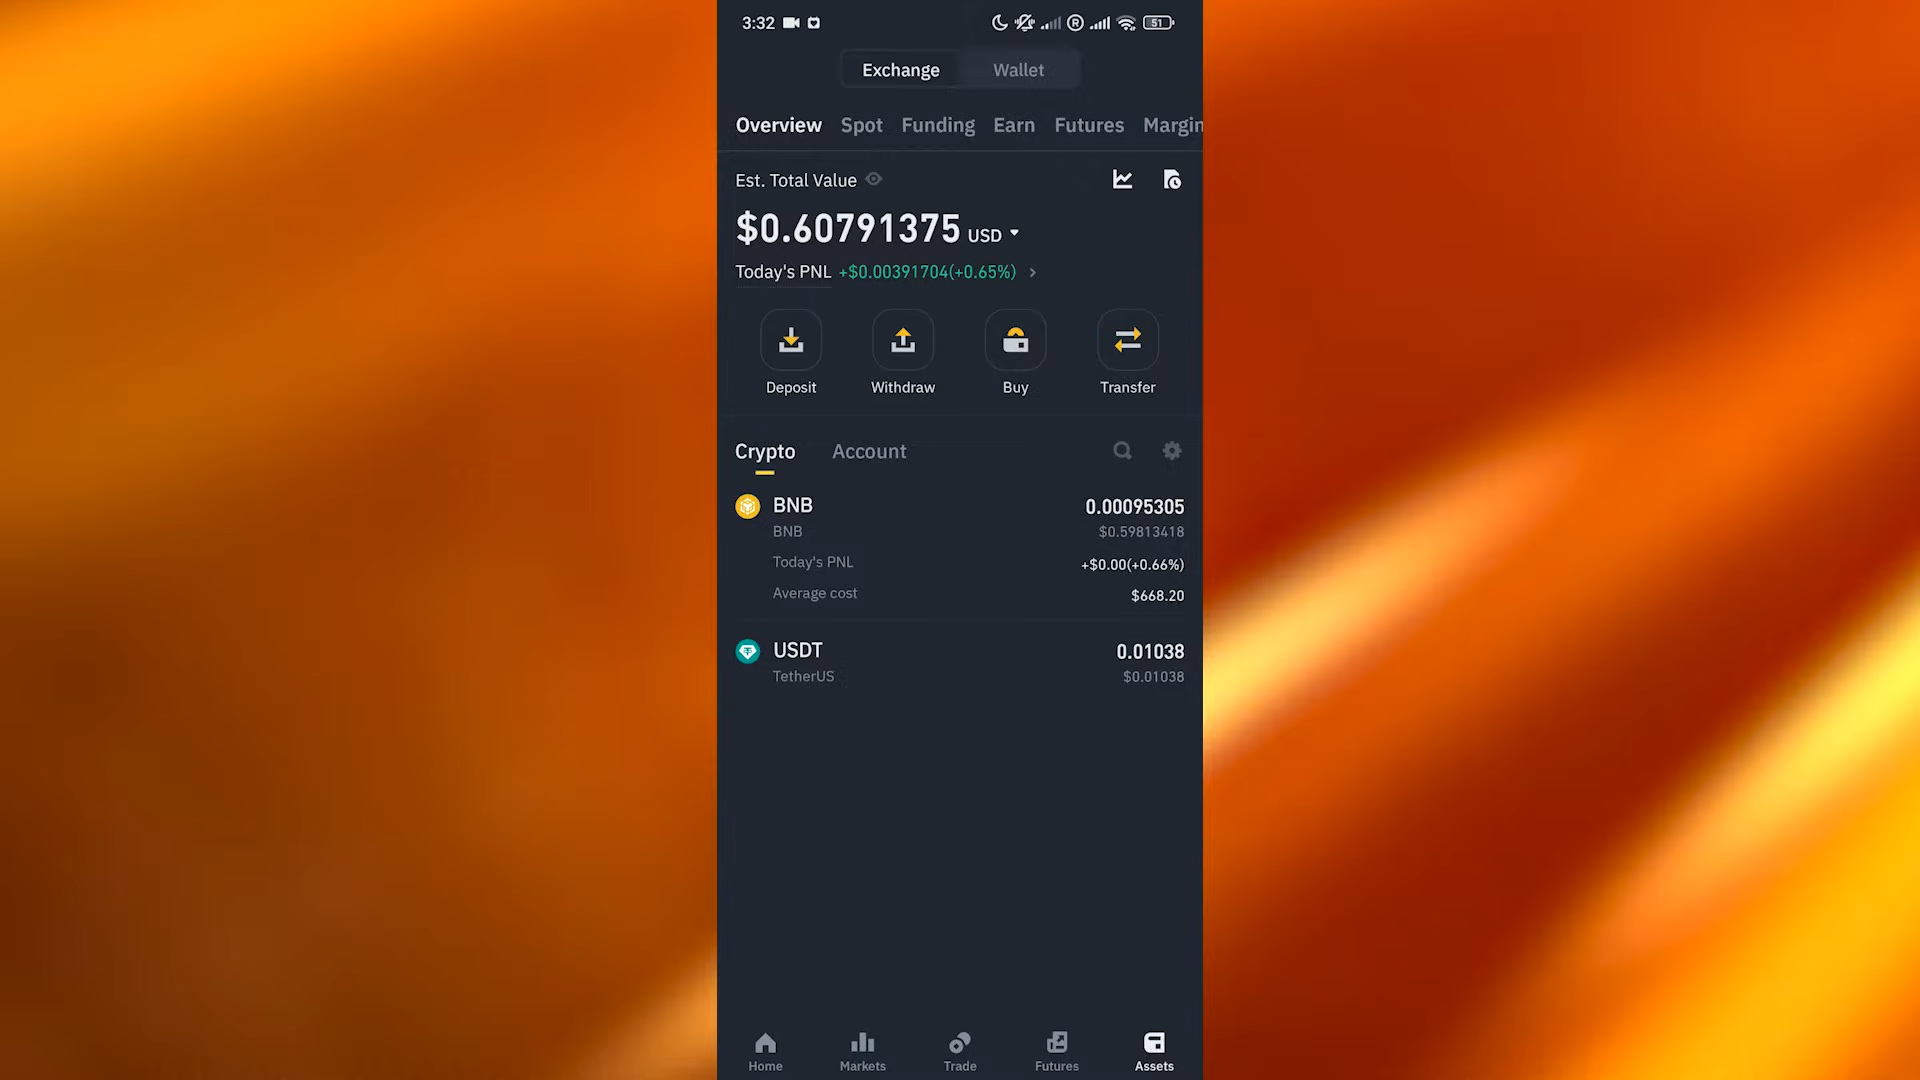 3:32 51
Exchange Wallet
Overview Spot Funding Earn Futures Margin
Est. Total Value
$0.60791375 USD
Today's PNL +$0.00391704(+0.65%)
Deposit Withdraw Buy Transfer
Crypto Account
BNB 0.00095305
BNB $0.59813418
Today's PNL +$0.00(+0.66%)
Average cost $668.20
USDT 0.01038
TetherUS $0.01038
Home Markets Trade Futures Assets